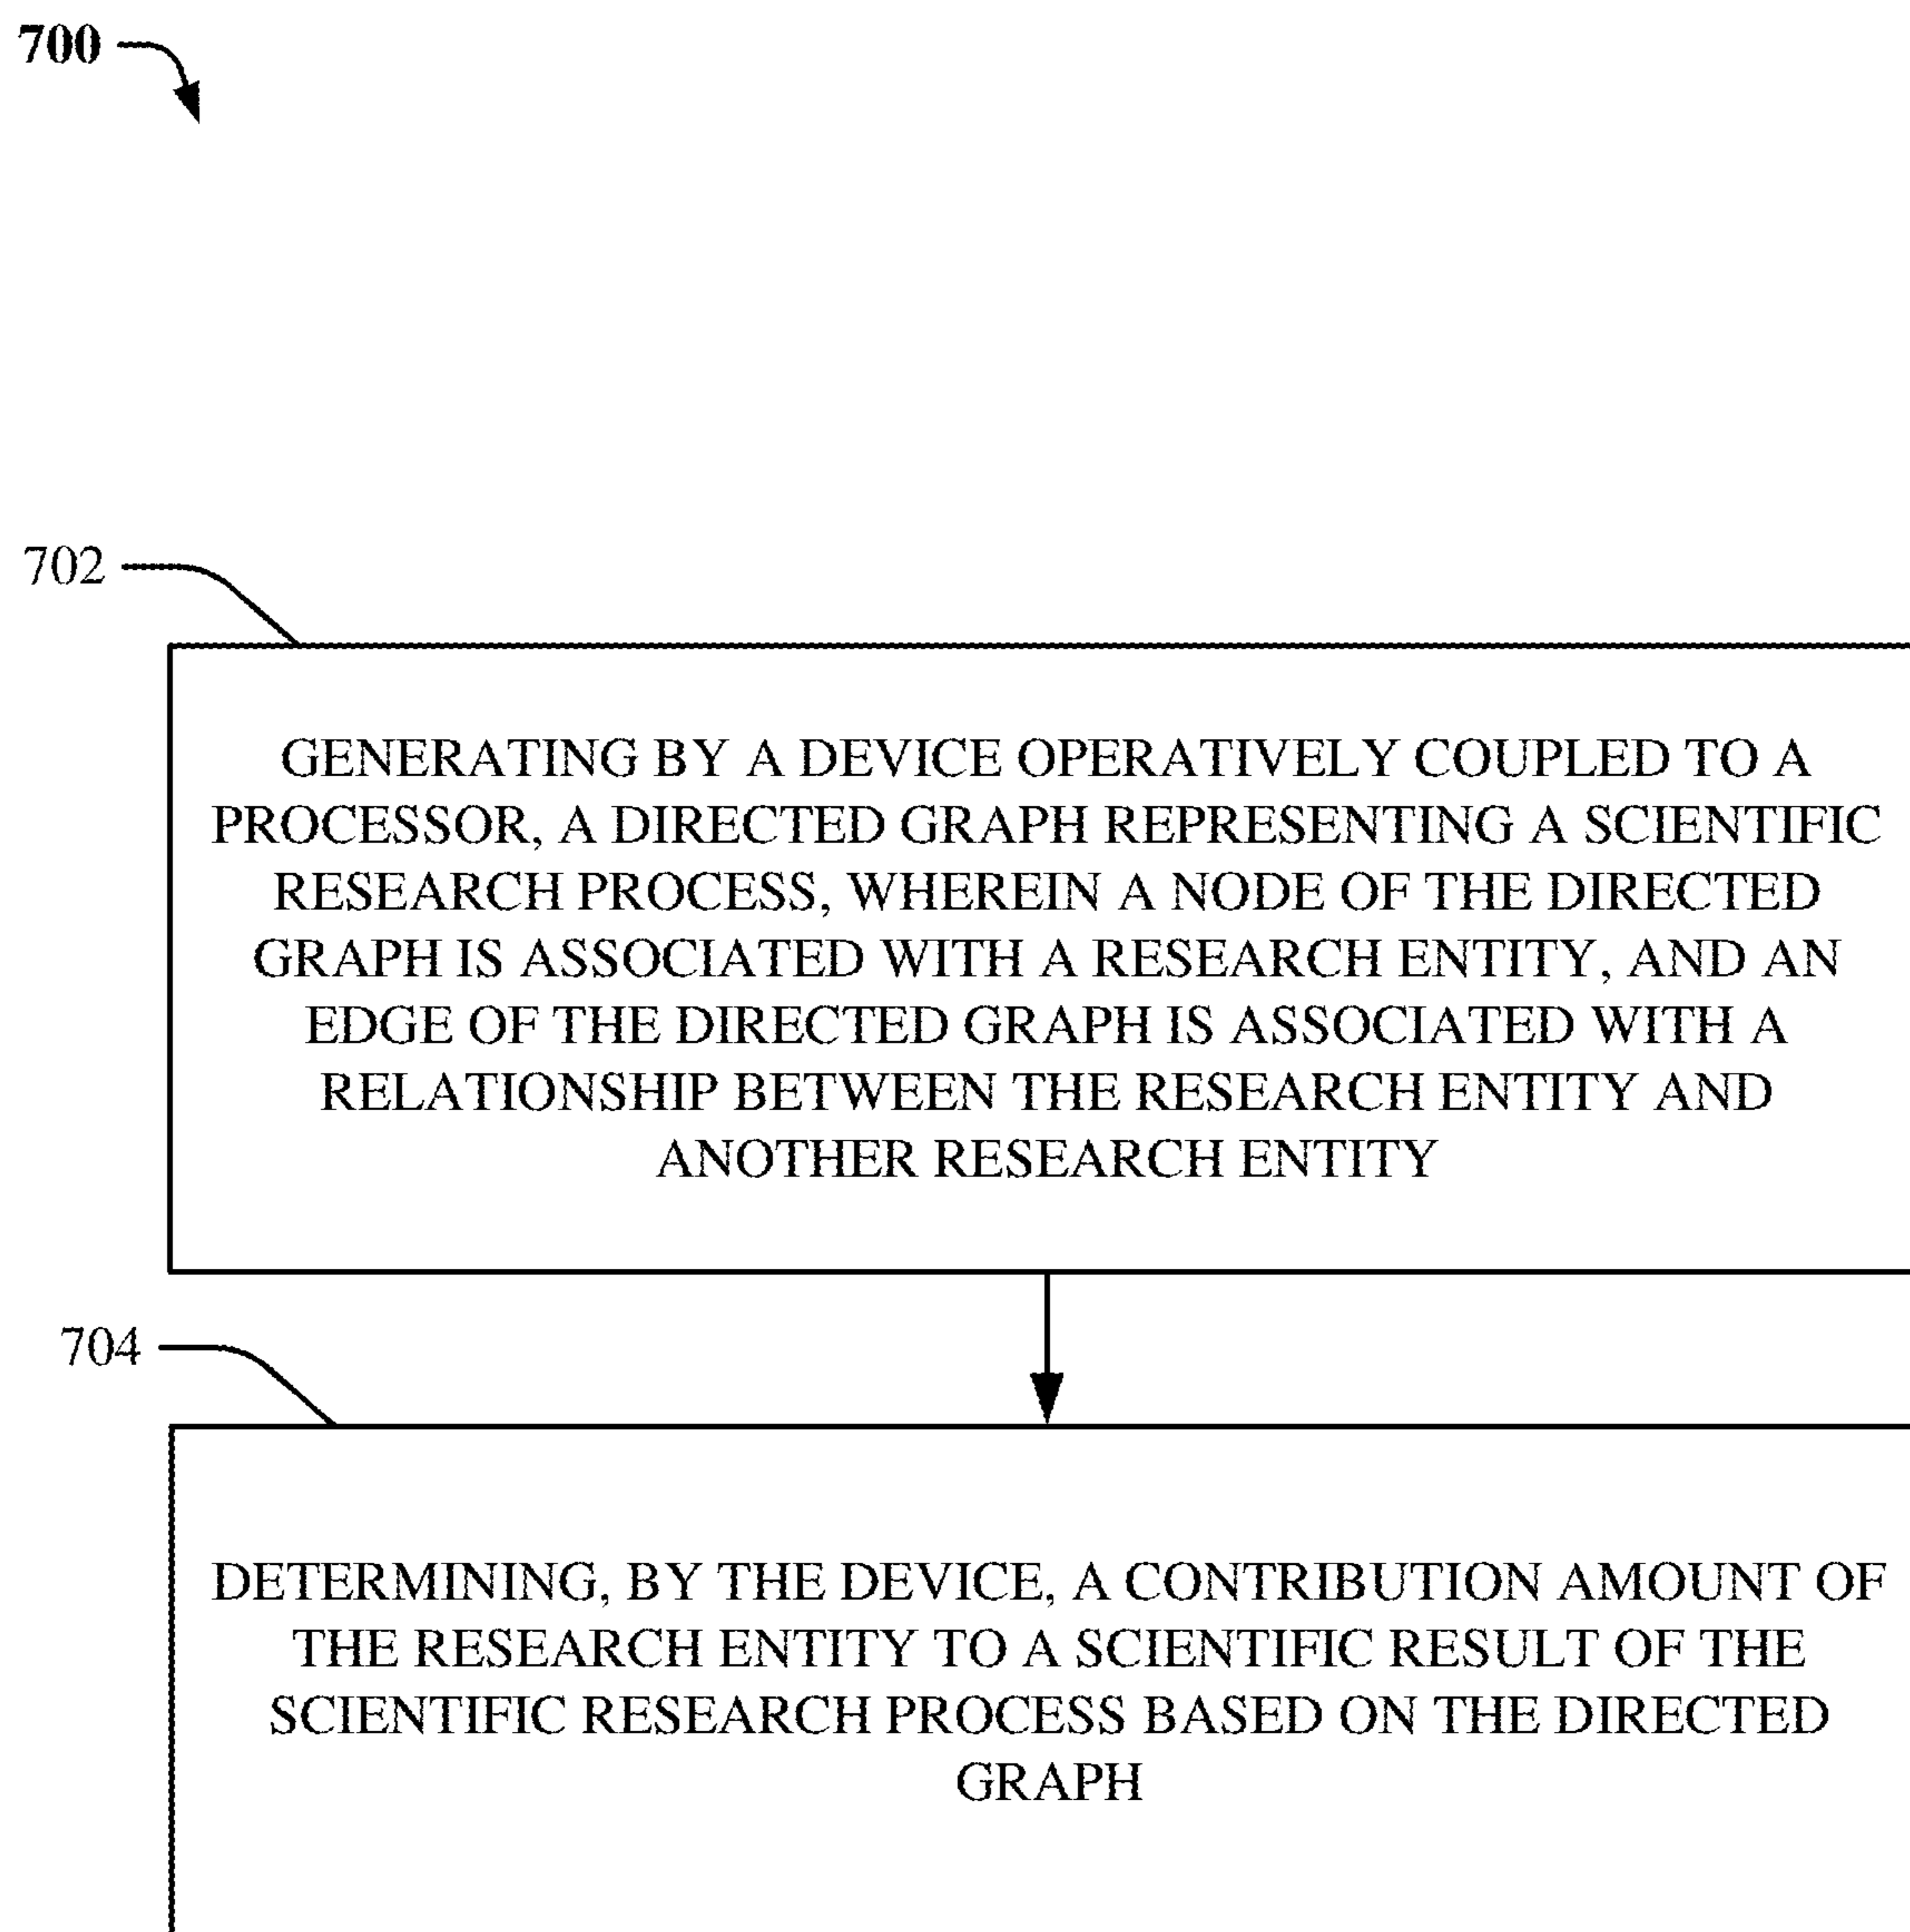 700
702
GENERATING BY A DEVICE OPERATIVELY COUPLED TO A
PROCESSOR, A DIRECTED GRAPH REPRESENTING A SCIENTIFIC
RESEARCH PROCESS, WHEREIN A NODE OF THE DIRECTED
GRAPH IS ASSOCIATED WITH A RESEARCH ENTITY, AND AN
EDGE OF THE DIRECTED GRAPH IS ASSOCIATED WITH A
RELATIONSHIP BETWEEN THE RESEARCH ENTITY AND
ANOTHER RESEARCH ENTITY
704
DETERMINING, BY THE DEVICE, A CONTRIBUTION AMOUNT OF
THE RESEARCH ENTITY TO A SCIENTIFIC RESULT OF THE
SCIENTIFIC RESEARCH PROCESS BASED ON THE DIRECTED
GRAPH